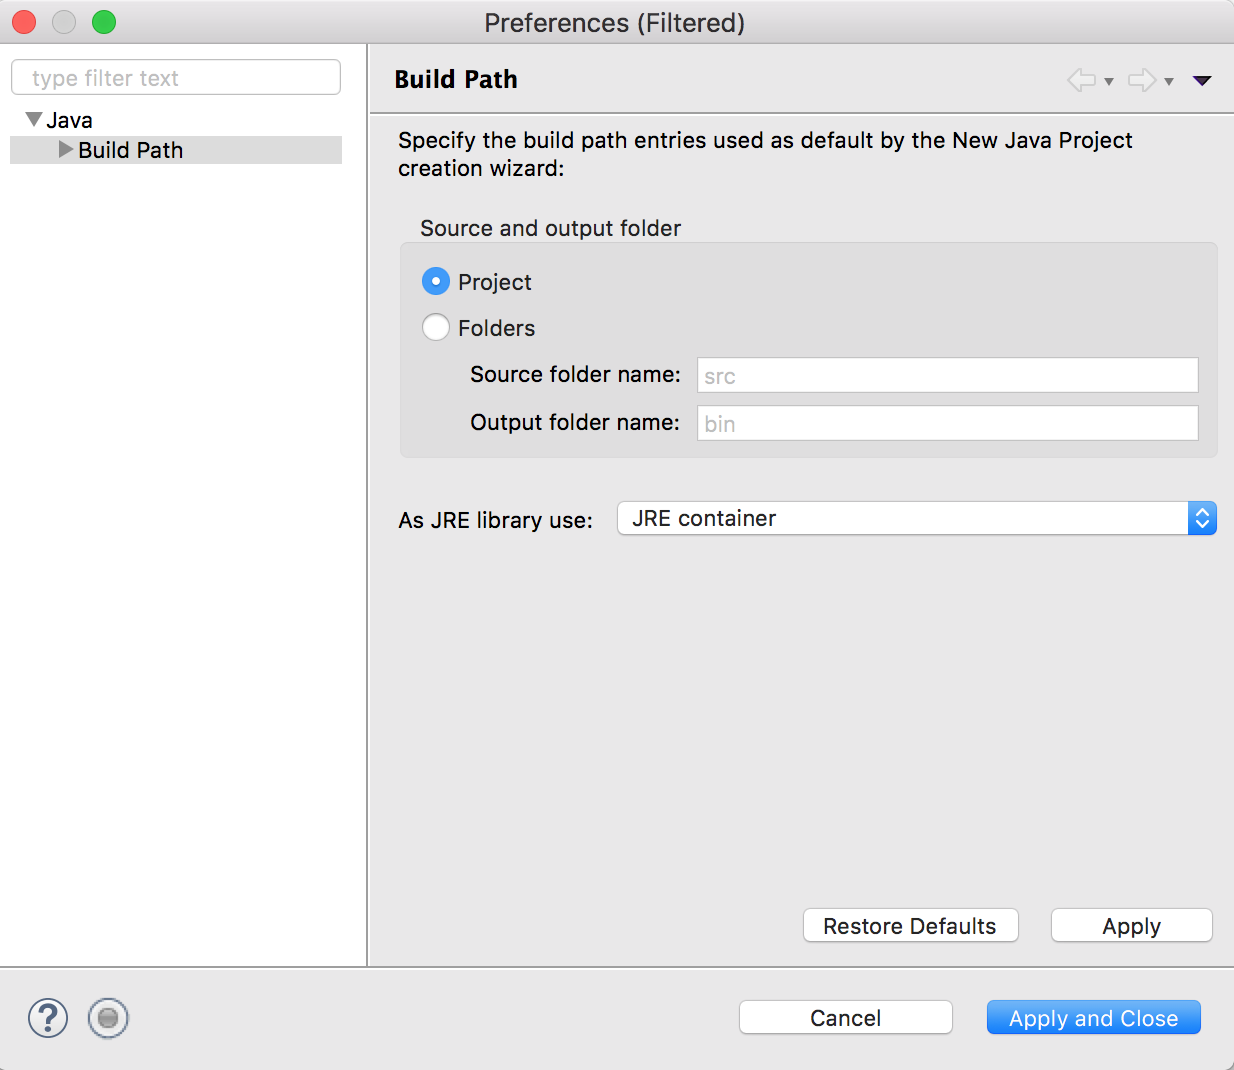 Preferences (Filtered)
type filter text
Java
Build Path
Build Path
Specify the build path entries used as default by the New Java Project
creation wizard:
Source and output folder
Project
Folders
Source folder name: src
Output folder name: bin
As JRE library use: JRE container
Restore Defaults Apply
? Cancel Apply and Close